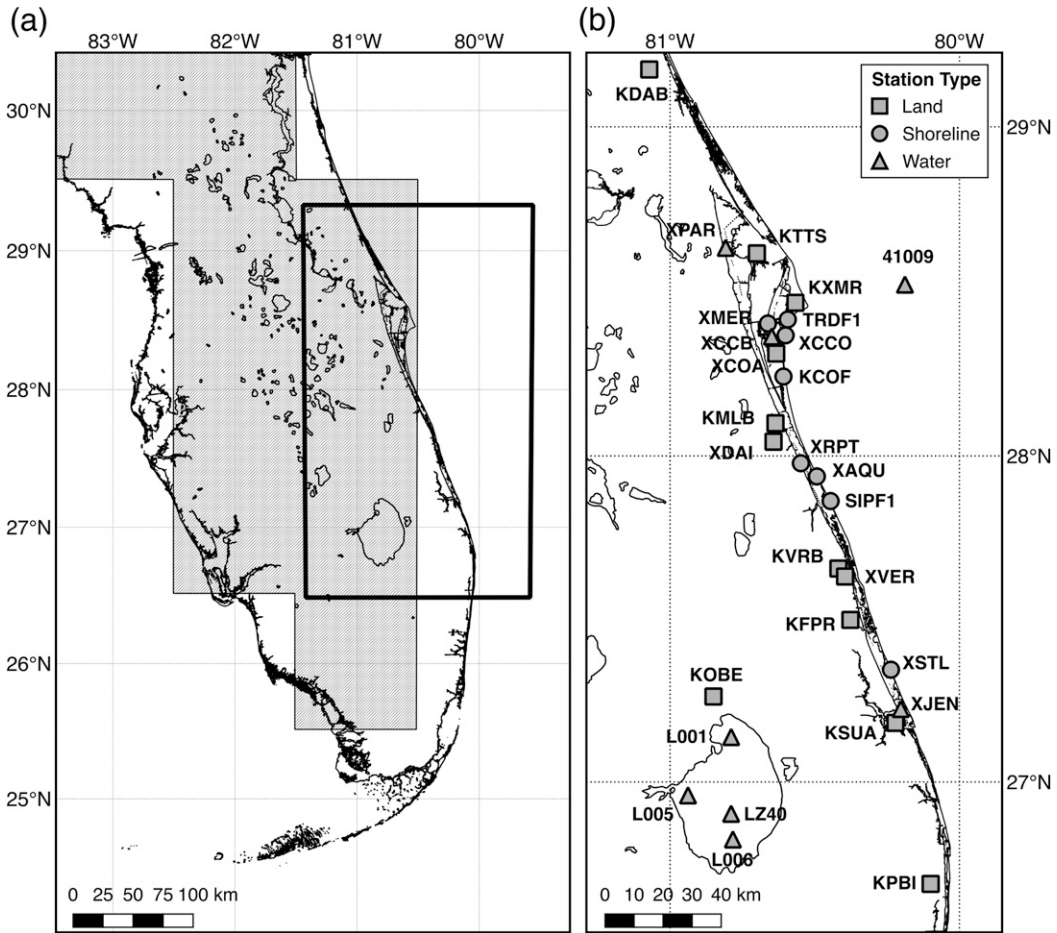 (a)
83°W 82°W 81°W 80°W
30°N
29°N
28°N
27°N
26°N
25°N
0 25 50 75 100 km
(b)
81°W 80°W
Station Type
Land
Shoreline
Water
KDAB
29°N
XPAR
KTTS
41009
KXMR
XMER
TRDF1
XCCB
XCCO
XCOA
KCOF
KMLB
XRPT
28°N
XDAI
XAQU
SIPF1
KVRB
XVER
KFPR
XSTL
KOBE
XJEN
L001
KSUA
27°N
L005
LZ40
L006
KPBI
0 10 20 30 40 km